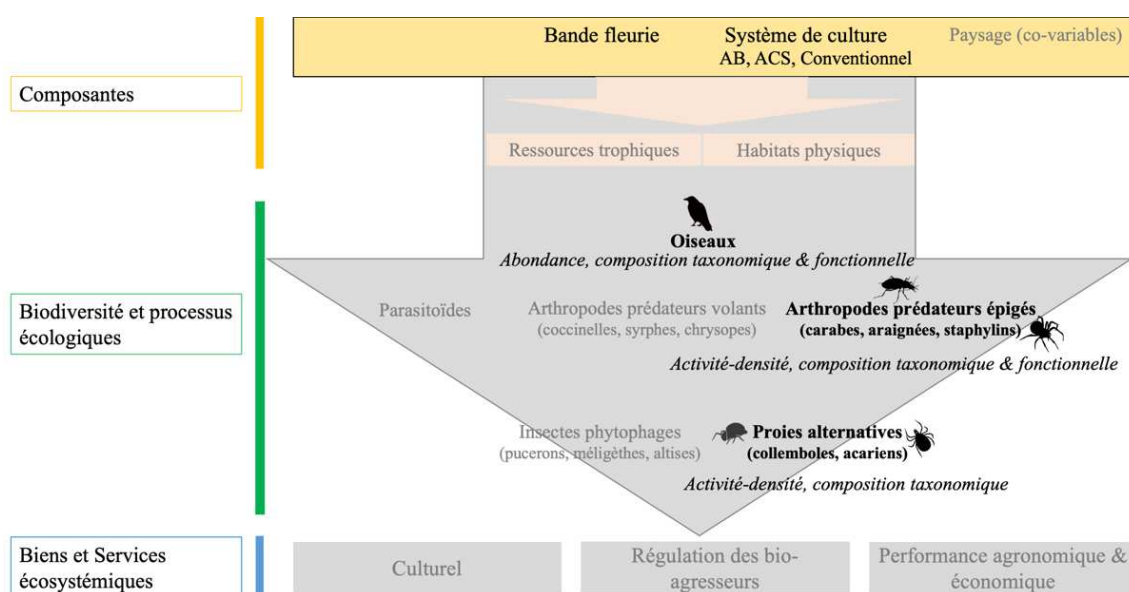 Bande fleurie
Système de culture
AB, ACS, Conventionnel
Paysage (co-variables)
Composantes
Ressources trophiques
Habitats physiques
Oiseaux
Abondance, composition taxonomique & fonctionnelle
Biodiversité et processus
écologiques
Parasitoïdes
Arthropodes prédateurs volants
(coccinelles, syrphes, chrysopes)
Arthropodes prédateurs épigés
(carabes, araignées, staphylins)
Activité-densité, composition taxonomique & fonctionnelle
Insectes phytophages
(pucerons, méligèthes, altises)
Proies alternatives
(collemboles, acariens)
Activité-densité, composition taxonomique
Biens et Services
écosystémiques
Culturel
Régulation des bio-
agresseurs
Performance agronomique &
économique